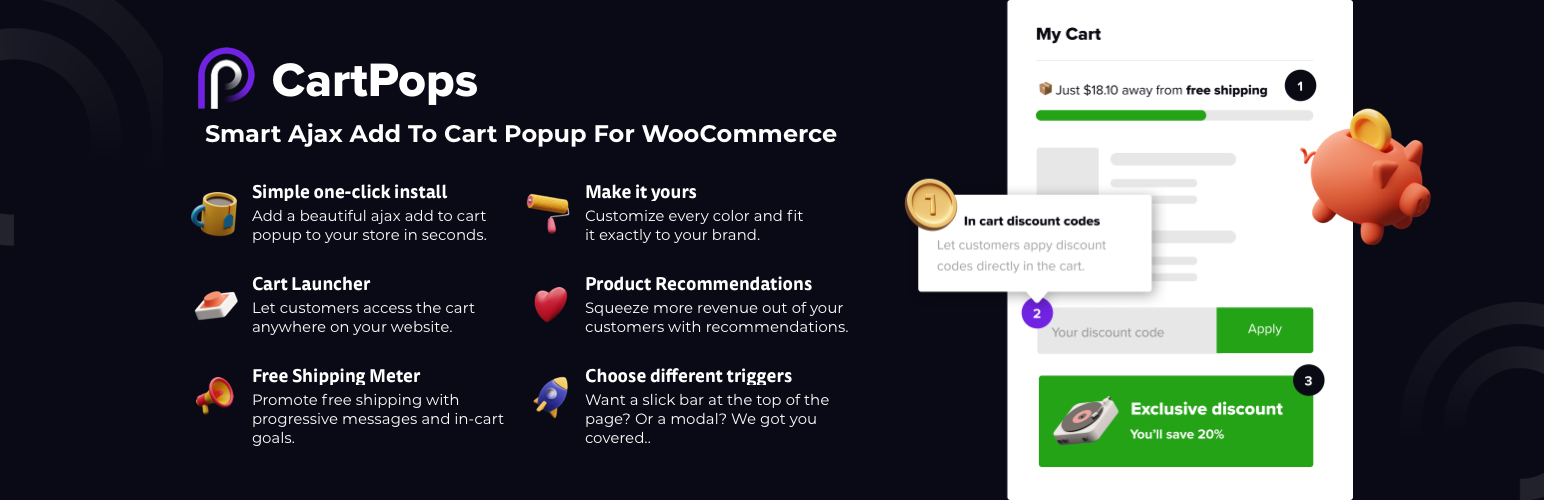 CartPops
Smart Ajax Add To Cart Popup For WooCommerce
Simple one-click install
Add a beautiful ajax add to cart
popup to your store in seconds.
Make it yours
Customize every color and fit
it exactly to your brand.
Cart Launcher
Let customers access the cart
anywhere on your website.
Product Recommendations
Squeeze more revenue out of your
customers with recommendations.
Free Shipping Meter
Promote free shipping with
progressive messages and in-cart
goals.
Choose different triggers
Want a slick bar at the top of the
page? Or a modal? We got you
covered..
My Cart
Just $18.10 away from free shipping
1
1
In cart discount codes
Let customers appy discount
codes directly in the cart.
2
Your discount code
Apply
3
Exclusive discount
You'll save 20%